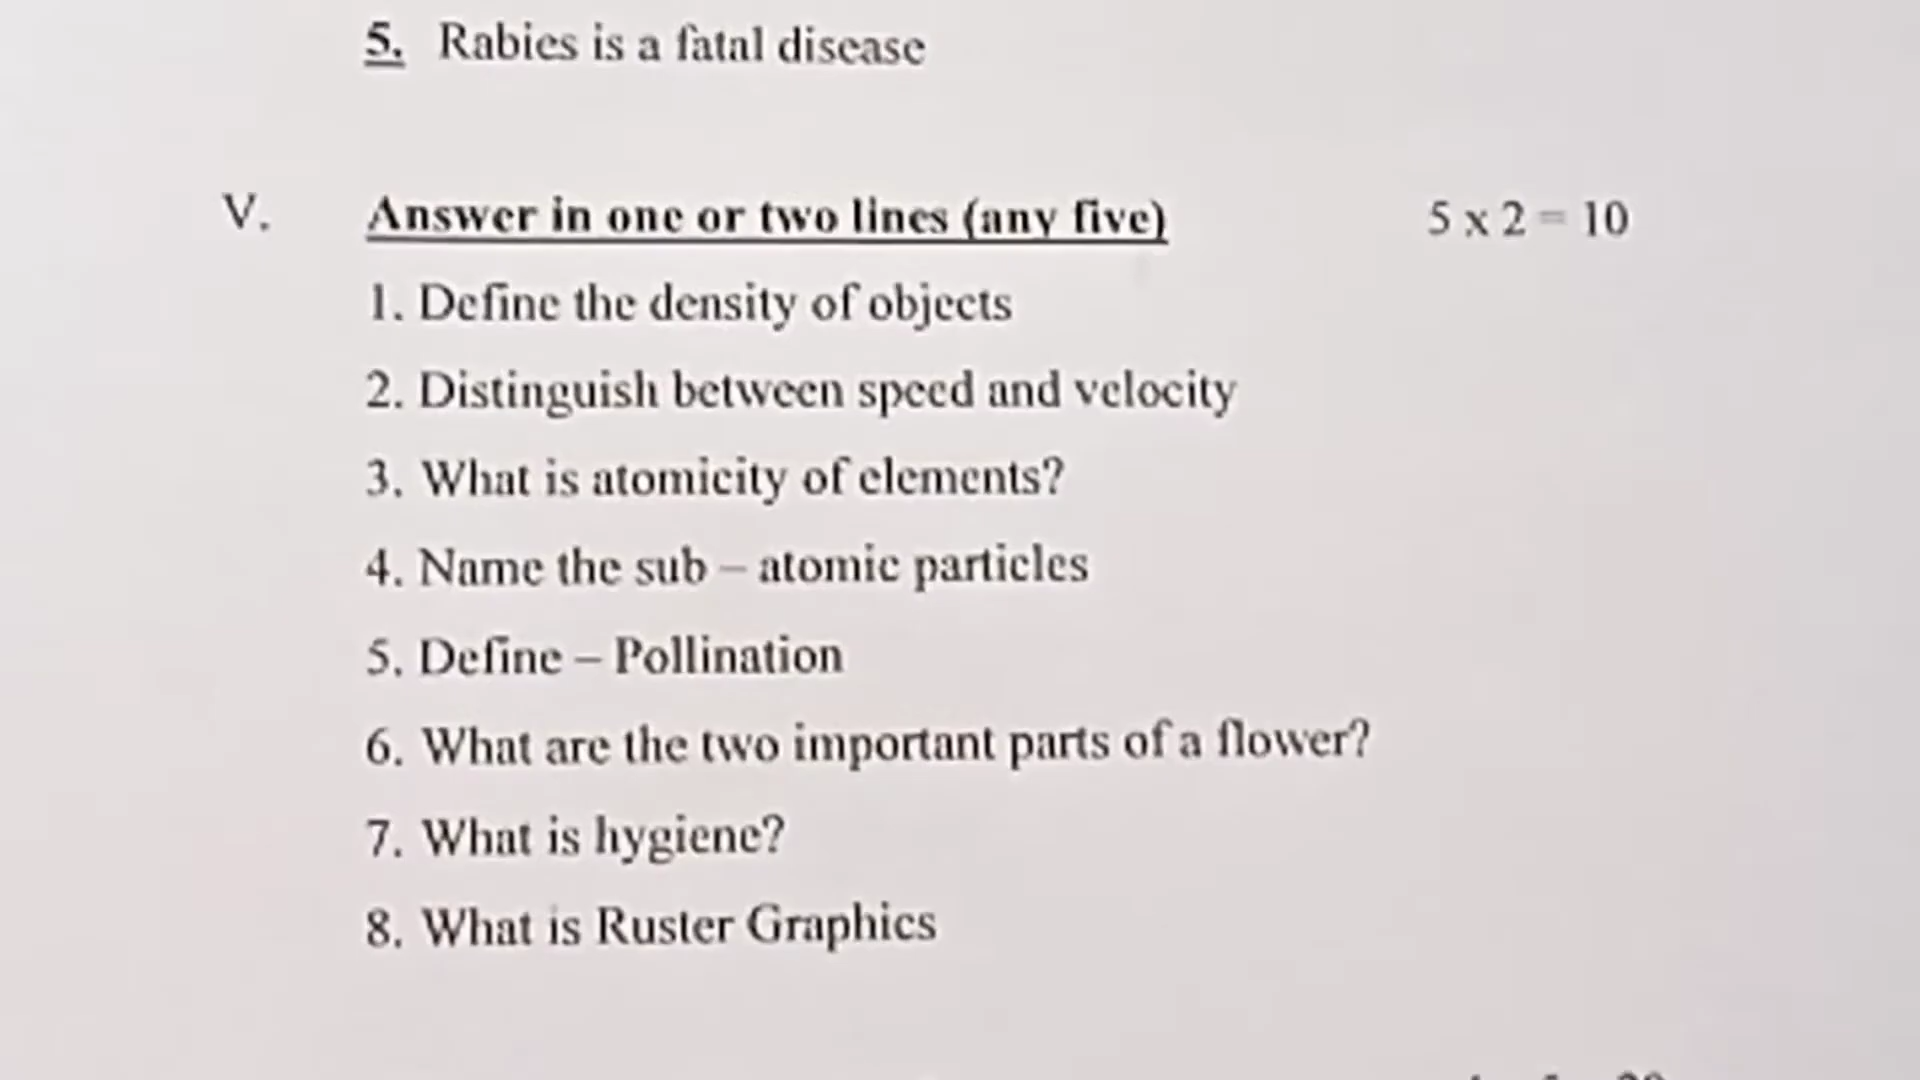 5. Rabies is a fatal disease
V. Answer in one or two lines (any five) 5 x 2 = 10
1. Define the density of objects
2. Distinguish between speed and velocity
3. What is atomicity of elements?
4. Name the sub – atomic particles
5. Define – Pollination
6. What are the two important parts of a flower?
7. What is hygiene?
8. What is Ruster Graphics